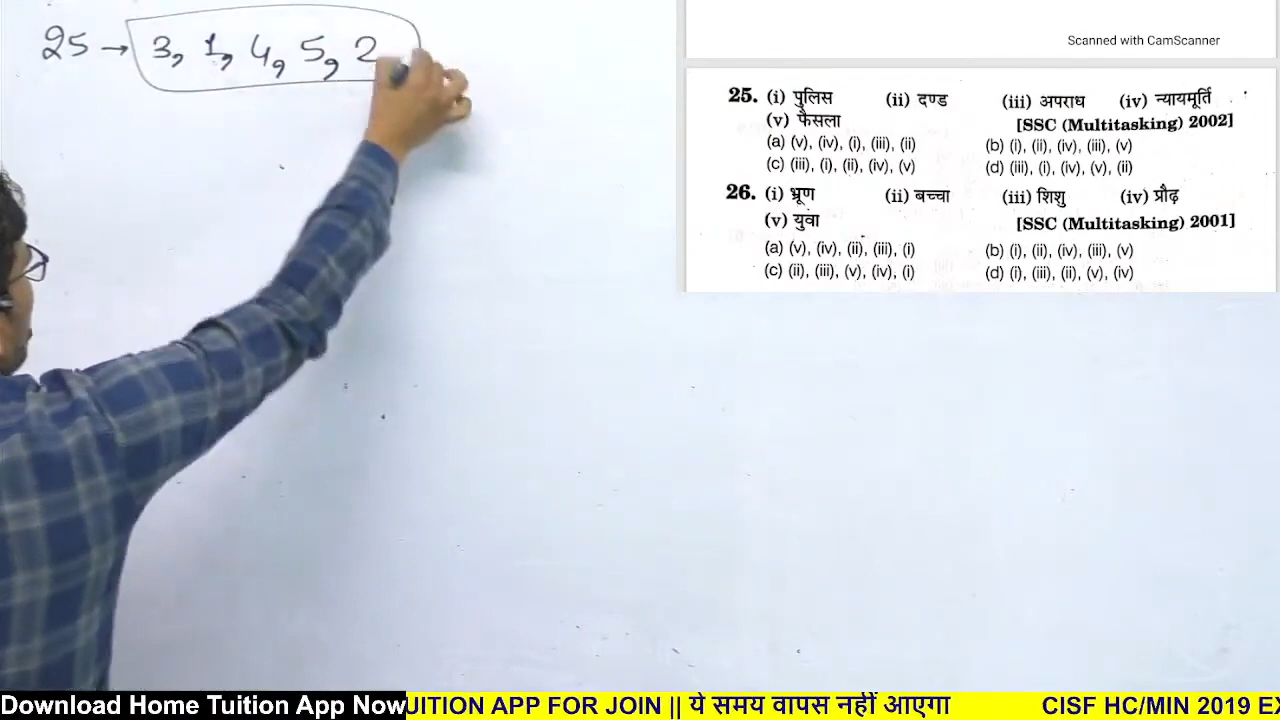 25 → 3, 1, 4, 5, 2
Scanned with CamScanner
25. (i) पुलिस (ii) दण्ड (iii) अपराध (iv) न्यायमूर्ति
(v) फैसला [SSC (Multitasking) 2002]
(a) (v), (iv), (i), (iii), (ii) (b) (i), (ii), (iv), (iii), (v)
(c) (iii), (i), (ii), (iv), (v) (d) (iii), (i), (iv), (v), (ii)
26. (i) भ्रूण (ii) बच्चा (iii) शिशु (iv) प्रौढ़
(v) युवा [SSC (Multitasking) 2001]
(a) (v), (iv), (ii), (iii), (i) (b) (i), (ii), (iv), (iii), (v)
(c) (ii), (iii), (v), (iv), (i) (d) (i), (iii), (ii), (v), (iv)
Download Home Tuition App Now UITION APP FOR JOIN || ये समय वापस नहीं आएगा CISF HC/MIN 2019 E